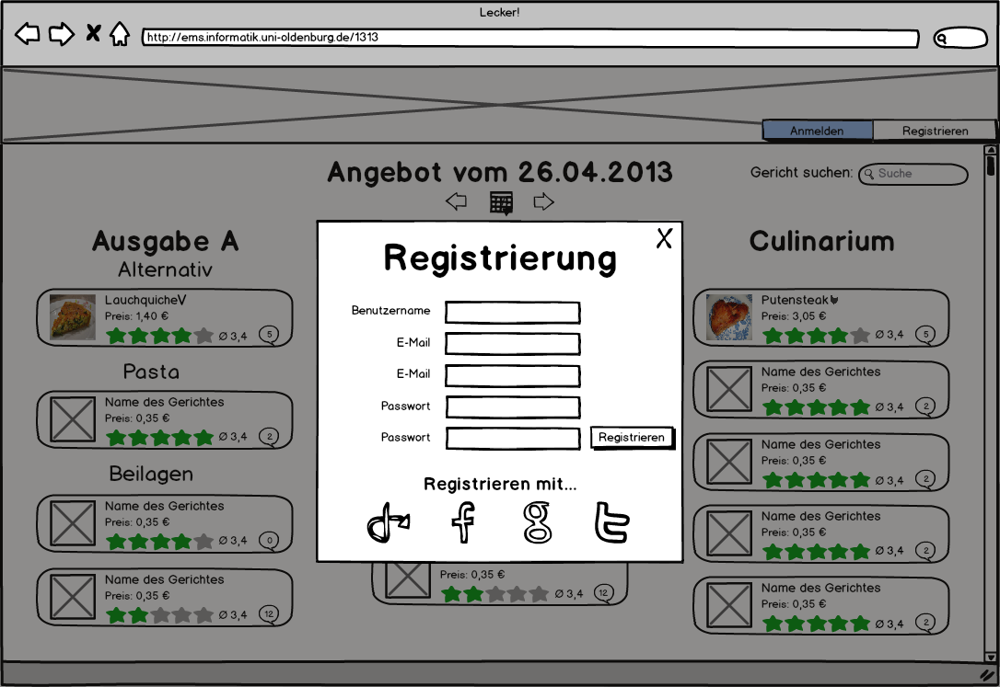 Lecker!
http://ems.informatik.uni-oldenburg.de/1313
Anmelden
Registrieren
Angebot vom 26.04.2013
Gericht suchen:
Suche
Ausgabe A
Alternativ
LauchquicheV
Preis: 1,40 €
Ø 3,4
5
Pasta
Name des Gerichtes
Preis: 0,35 €
Ø 3,4
2
Beilagen
Name des Gerichtes
Preis: 0,35 €
Ø 3,4
0
Name des Gerichtes
Preis: 0,35 €
Ø 3,4
12
X
Registrierung
Benutzername
E-Mail
E-Mail
Passwort
Passwort
Registrieren
Registrieren mit...
d f g t
Preis: 0,35 €
Ø 3,4
12
Culinarium
Putensteak
Preis: 3,05 €
Ø 3,4
5
Name des Gerichtes
Preis: 0,35 €
Ø 3,4
2
Name des Gerichtes
Preis: 0,35 €
Ø 3,4
2
Name des Gerichtes
Preis: 0,35 €
Ø 3,4
2
Name des Gerichtes
Preis: 0,35 €
Ø 3,4
2